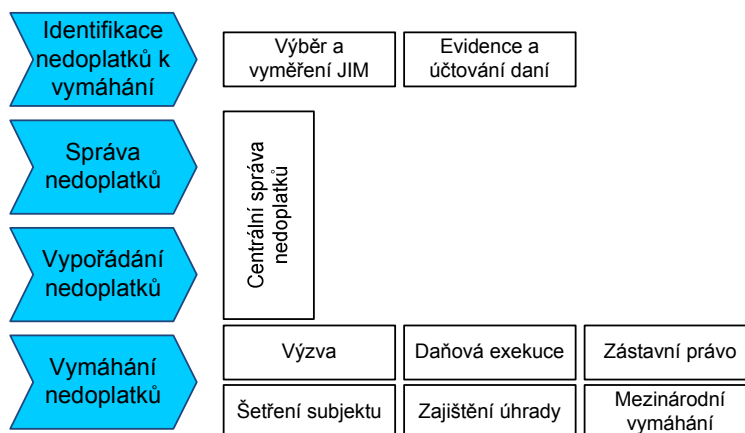 Identifikace
nedoplatků k
vymáhání
Výběr a
vyměření JIM
Evidence a
účtování daní
Správa
nedoplatků
Centrální správa
nedoplatků
Vypořádání
nedoplatků
Vymáhání
nedoplatků
Výzva
Daňová exekuce
Zástavní právo
Šetření subjektu
Zajištění úhrady
Mezinárodní
vymáhání